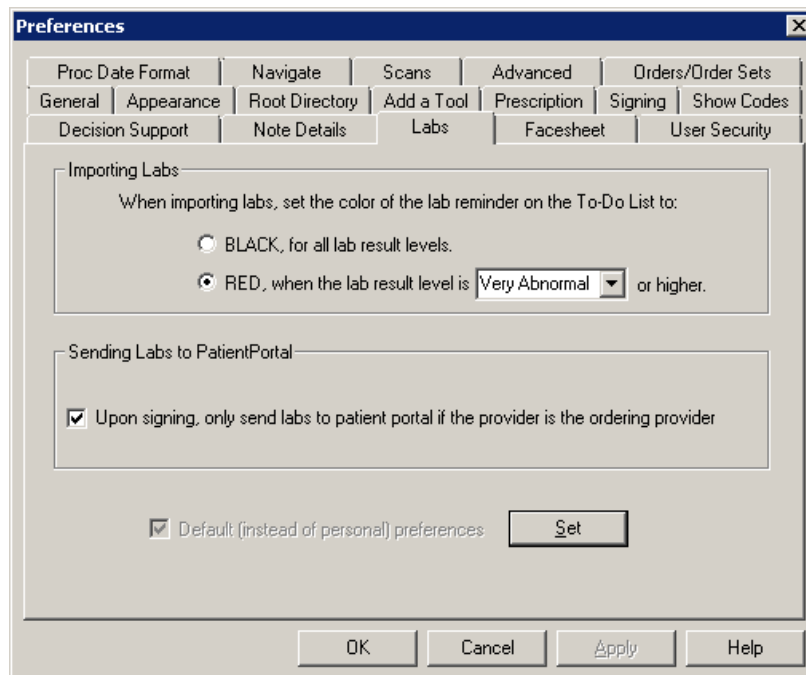 Preferences
Proc Date Format Navigate Scans Advanced Orders/Order Sets
General Appearance Root Directory Add a Tool Prescription Signing Show Codes
Decision Support Note Details Labs Facesheet User Security
Importing Labs
When importing labs, set the color of the lab reminder on the To-Do List to:
BLACK, for all lab result levels.
RED, when the lab result level is Very Abnormal or higher.
Sending Labs to PatientPortal
Upon signing, only send labs to patient portal if the provider is the ordering provider
Default (instead of personal) preferences Set
OK Cancel Apply Help